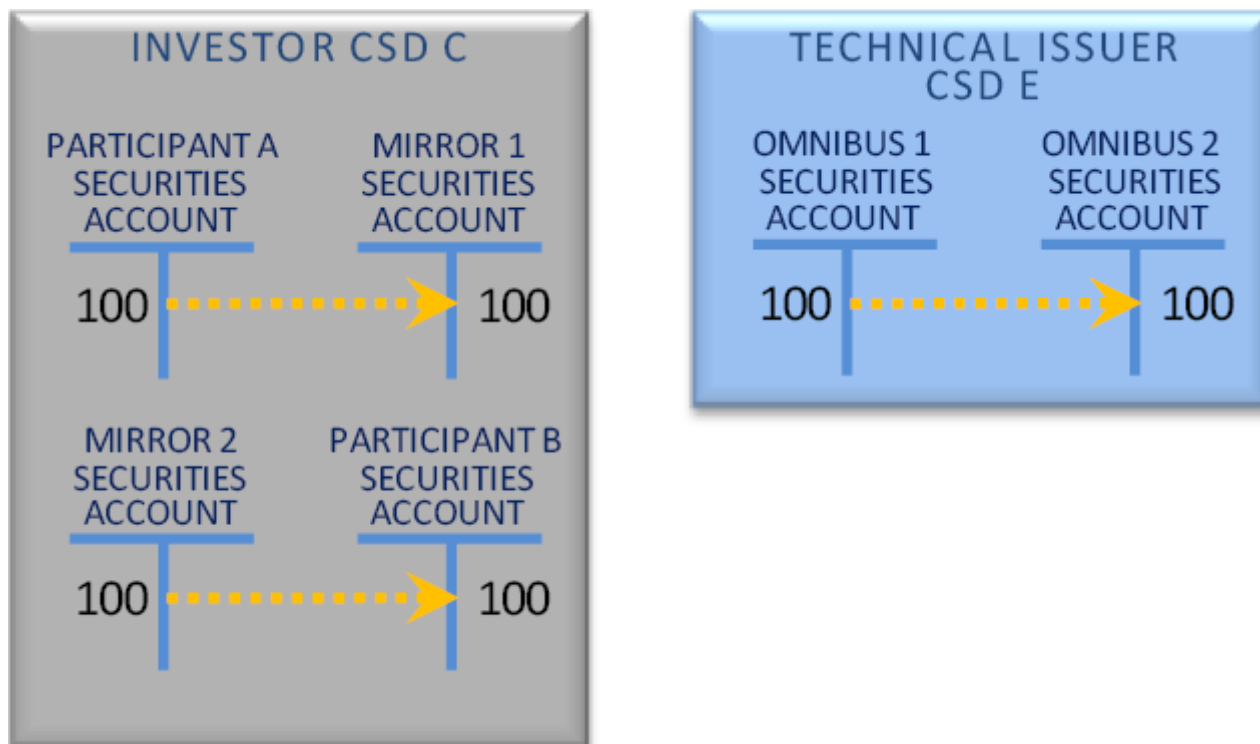 INVESTOR CSD C
PARTICIPANT A
SECURITIES
ACCOUNT
MIRROR 1
SECURITIES
ACCOUNT
100
100
MIRROR 2
SECURITIES
ACCOUNT
PARTICIPANT B
SECURITIES
ACCOUNT
100
100
TECHNICAL ISSUER
CSD E
OMNIBUS 1
SECURITIES
ACCOUNT
OMNIBUS 2
SECURITIES
ACCOUNT
100
100